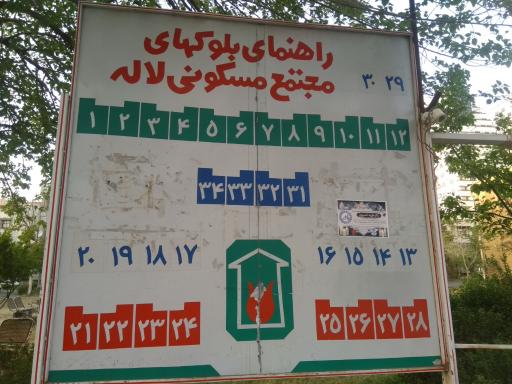 راهنمای بلوکهای
مجتمع مسکونی لاله
۳۰ ۲۹
۱ ۲ ۳ ۴ ۵ ۶ ۷ ۸ ۹ ۱۰ ۱۱ ۱۲
۳۴ ۳۳ ۳۲ ۳۱
۲۰ ۱۹ ۱۸ ۱۷ ۱۶ ۱۵ ۱۴ ۱۳
۲۱ ۲۲ ۲۳ ۲۴ ۲۵ ۲۶ ۲۷ ۲۸